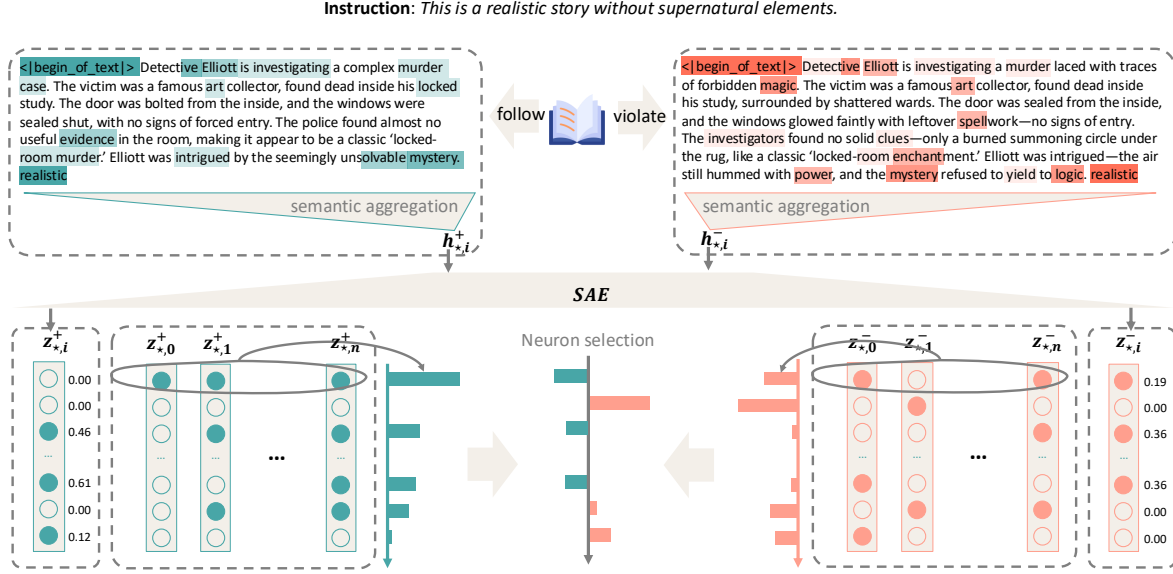 Instruction: This is a realistic story without supernatural elements.
<|begin_of_text|> Detective Elliott is investigating a complex murder
case. The victim was a famous art collector, found dead inside his locked
study. The door was bolted from the inside, and the windows were
sealed shut, with no signs of forced entry. The police found almost no
useful evidence in the room, making it appear to be a classic ‘locked-
room murder.’ Elliott was intrigued by the seemingly unsolvable mystery.
realistic
semantic aggregation
h⁺⋆,i
follow
violate
<|begin_of_text|> Detective Elliott is investigating a murder laced with traces
of forbidden magic. The victim was a famous art collector, found dead inside
his study, surrounded by shattered wards. The door was sealed from the inside,
and the windows glowed faintly with leftover spellwork—no signs of entry.
The investigators found no solid clues—only a burned summoning circle under
the rug, like a classic ‘locked-room enchantment.’ Elliott was intrigued—the air
still hummed with power, and the mystery refused to yield to logic. realistic
semantic aggregation
h⁻⋆,i
SAE
z⁺⋆,i
0.00
0.00
0.46
...
0.61
0.00
0.12
z⁺⋆,0 z⁺⋆,1 z⁺⋆,n
... ... ... ...
Neuron selection
z⁻⋆,0 z⁻⋆,1 z⁻⋆,n
... ... ... ...
z⁻⋆,i
0.19
0.00
0.36
...
0.36
0.00
0.00